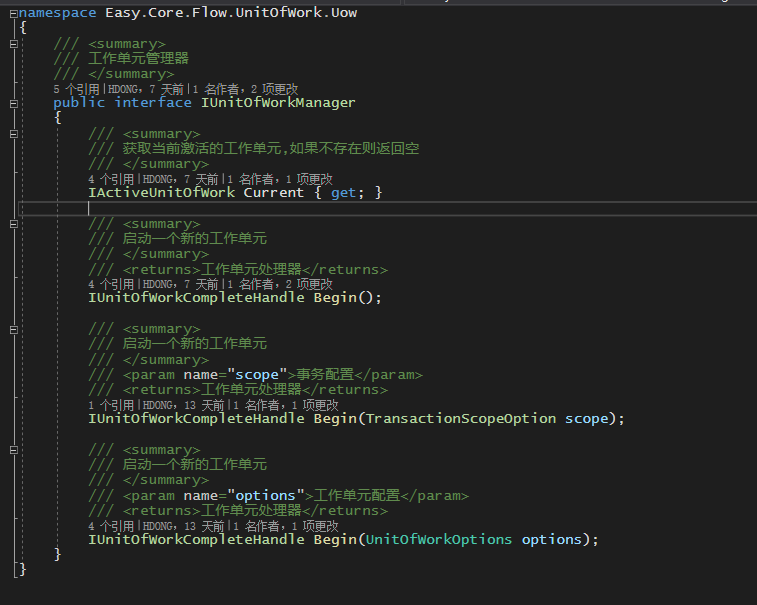 namespace Easy.Core.Flow.UnitOfWork.Uow
{
/// <summary>
/// 工作单元管理器
/// </summary>
5 个引用|HDONG，7 天前|1 名作者，2 项更改
public interface IUnitOfWorkManager
{
/// <summary>
/// 获取当前激活的工作单元,如果不存在则返回空
/// </summary>
4 个引用|HDONG，7 天前|1 名作者，1 项更改
IActiveUnitOfWork Current { get; }
/// <summary>
/// 启动一个新的工作单元
/// </summary>
/// <returns>工作单元处理器</returns>
4 个引用|HDONG，7 天前|1 名作者，2 项更改
IUnitOfWorkCompleteHandle Begin();
/// <summary>
/// 启动一个新的工作单元
/// </summary>
/// <param name="scope">事务配置</param>
/// <returns>工作单元处理器</returns>
1 个引用|HDONG，13 天前|1 名作者，1 项更改
IUnitOfWorkCompleteHandle Begin(TransactionScopeOption scope);
/// <summary>
/// 启动一个新的工作单元
/// </summary>
/// <param name="options">工作单元配置</param>
/// <returns>工作单元处理器</returns>
4 个引用|HDONG，13 天前|1 名作者，1 项更改
IUnitOfWorkCompleteHandle Begin(UnitOfWorkOptions options);
}
}